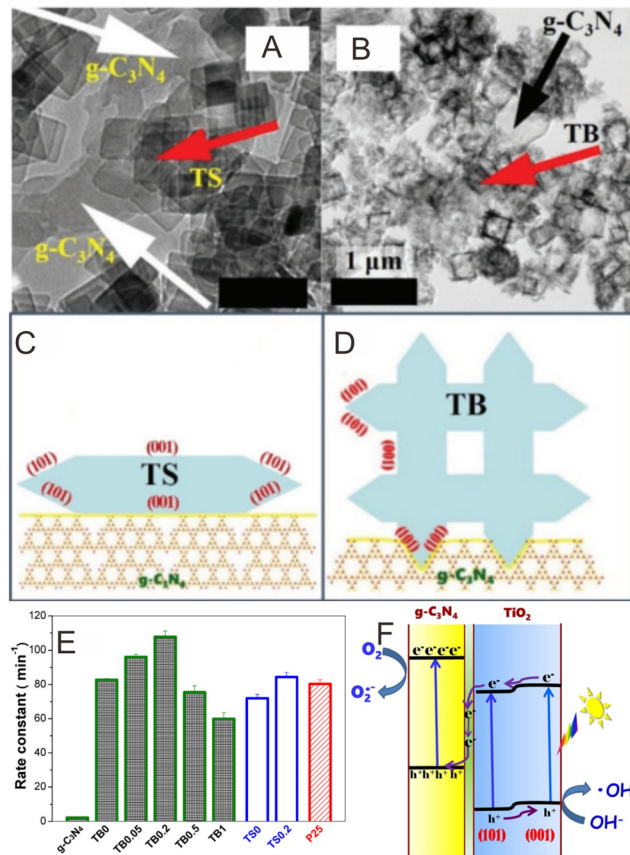 A
g-C₃N₄
TS
g-C₃N₄
B
g-C₃N₄
TB
1 μm
C
(101)
(001)
(101)
TS
(101)
(001)
(101)
g-C₃N₄
D
(101)
TB
(101)
(100)
(001)
(001)
g-C₃N₄
E
Rate constant ( min⁻¹)
120
100
80
60
40
20
0
g-C₃N₄
TB0
TB0.05
TB0.2
TB0.5
TB1
TS0
TS0.2
P25
F
g-C₃N₄
TiO₂
O₂
e⁻e⁻e⁻e⁻
O₂•⁻
e⁻
e⁻
e⁻
e⁻
h⁺h⁺h⁺h⁺
h⁺
h⁺
•OH
OH⁻
(101)
(001)